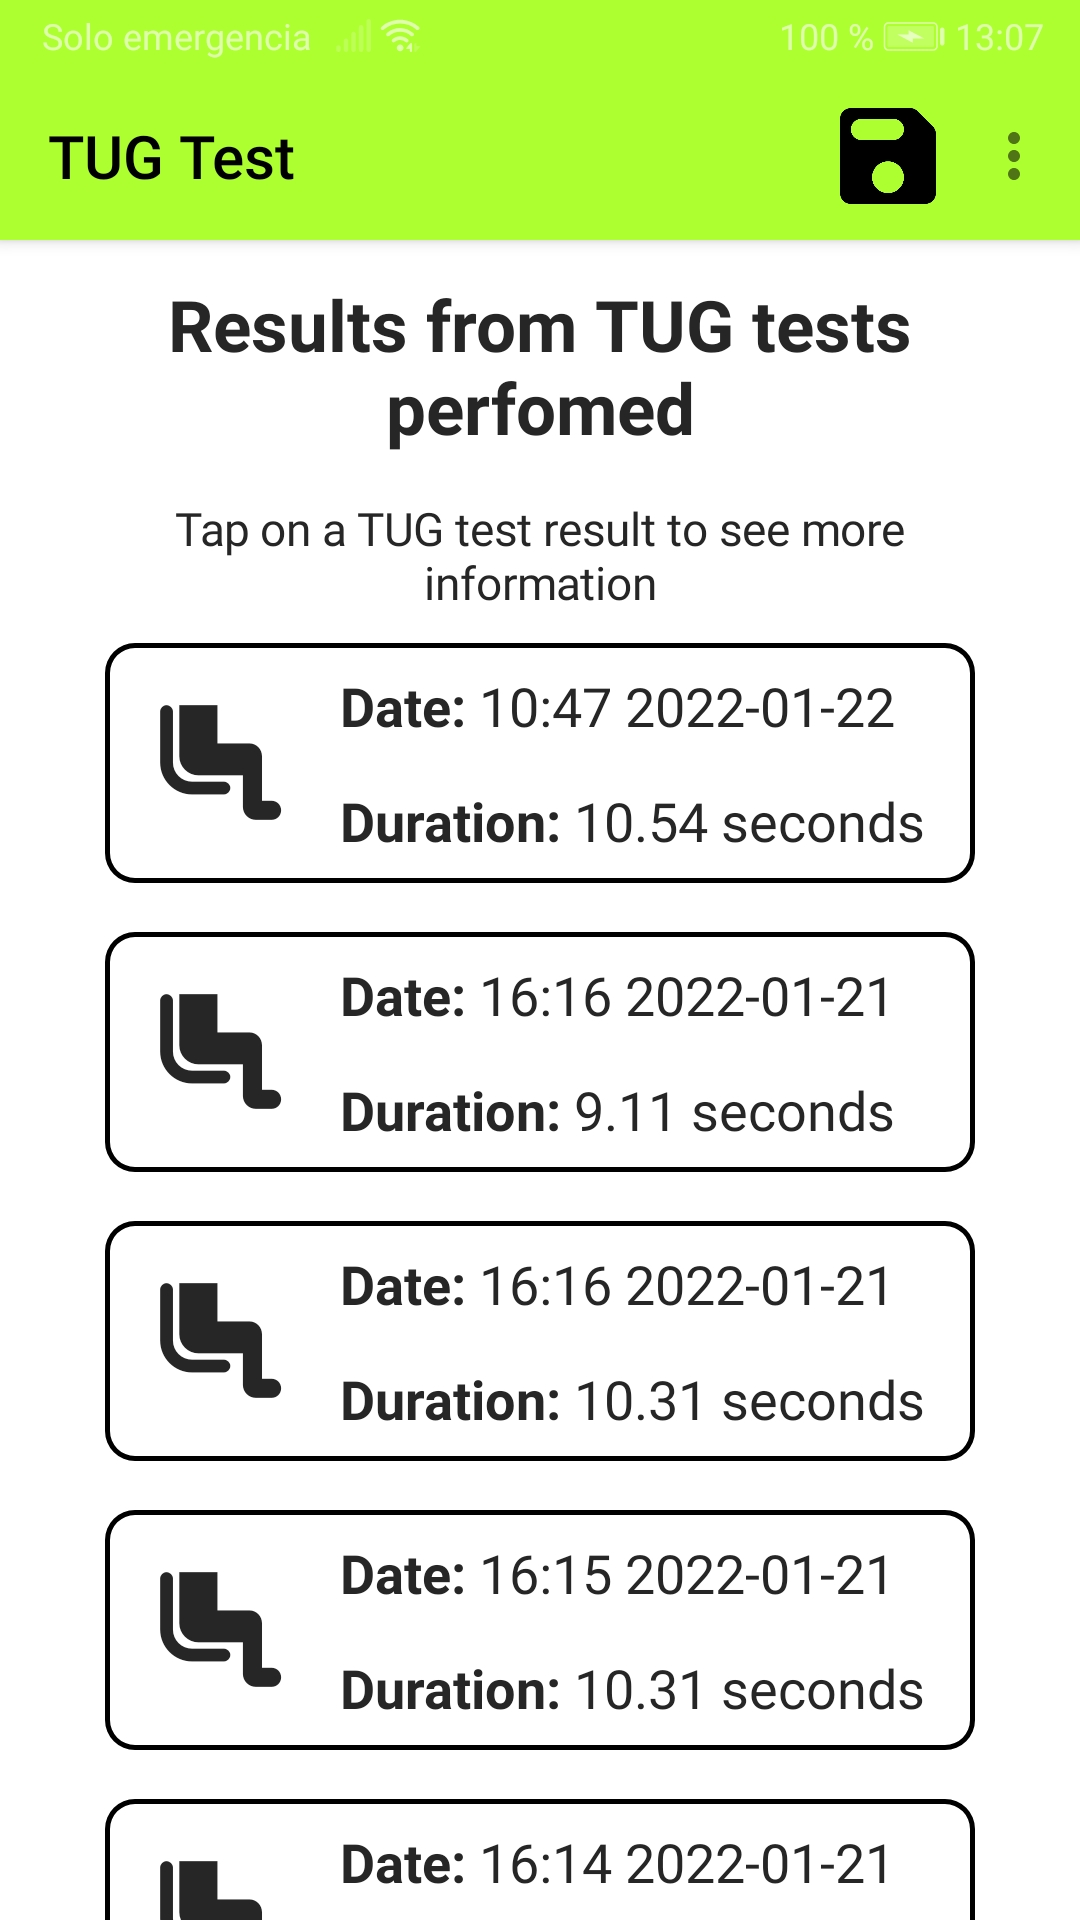 Solo emergencia 100 % 13:07
TUG Test
Results from TUG tests
perfomed
Tap on a TUG test result to see more
information
Date: 10:47 2022-01-22
Duration: 10.54 seconds
Date: 16:16 2022-01-21
Duration: 9.11 seconds
Date: 16:16 2022-01-21
Duration: 10.31 seconds
Date: 16:15 2022-01-21
Duration: 10.31 seconds
Date: 16:14 2022-01-21